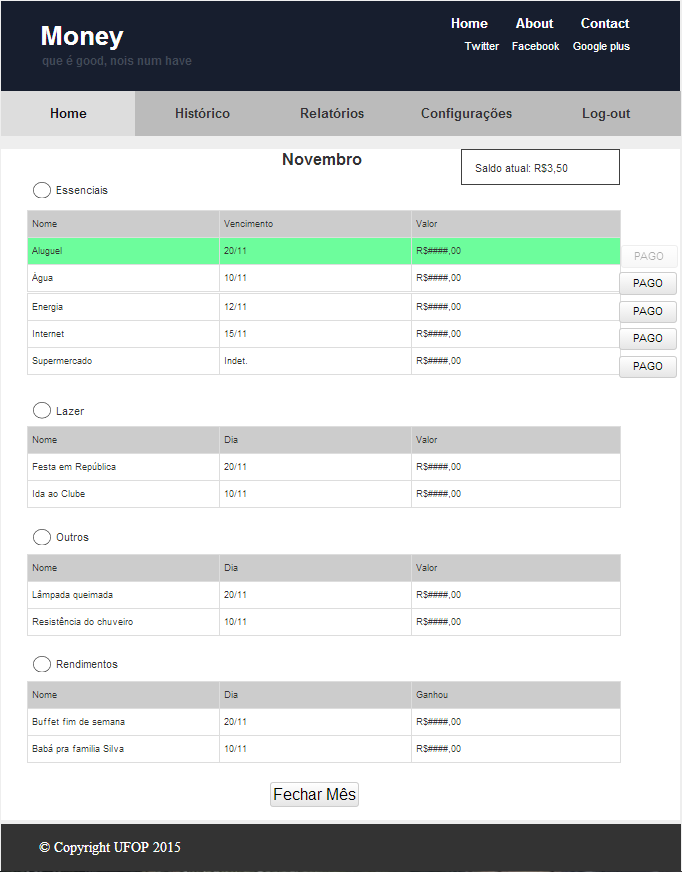 Money
que é good, nois num have
Home About Contact
Twitter Facebook Google plus
Home Histórico Relatórios Configurações Log-out
Novembro
Saldo atual: R$3,50
Essenciais
Nome Vencimento Valor
Aluguel 20/11 R$####,00 PAGO
Água 10/11 R$####,00 PAGO
Energia 12/11 R$####,00 PAGO
Internet 15/11 R$####,00 PAGO
Supermercado Indet. R$####,00 PAGO
Lazer
Nome Dia Valor
Festa em República 20/11 R$####,00
Ida ao Clube 10/11 R$####,00
Outros
Nome Dia Valor
Lâmpada queimada 20/11 R$####,00
Resistência do chuveiro 10/11 R$####,00
Rendimentos
Nome Dia Ganhou
Buffet fim de semana 20/11 R$####,00
Babá pra familia Silva 10/11 R$####,00
Fechar Mês
© Copyright UFOP 2015